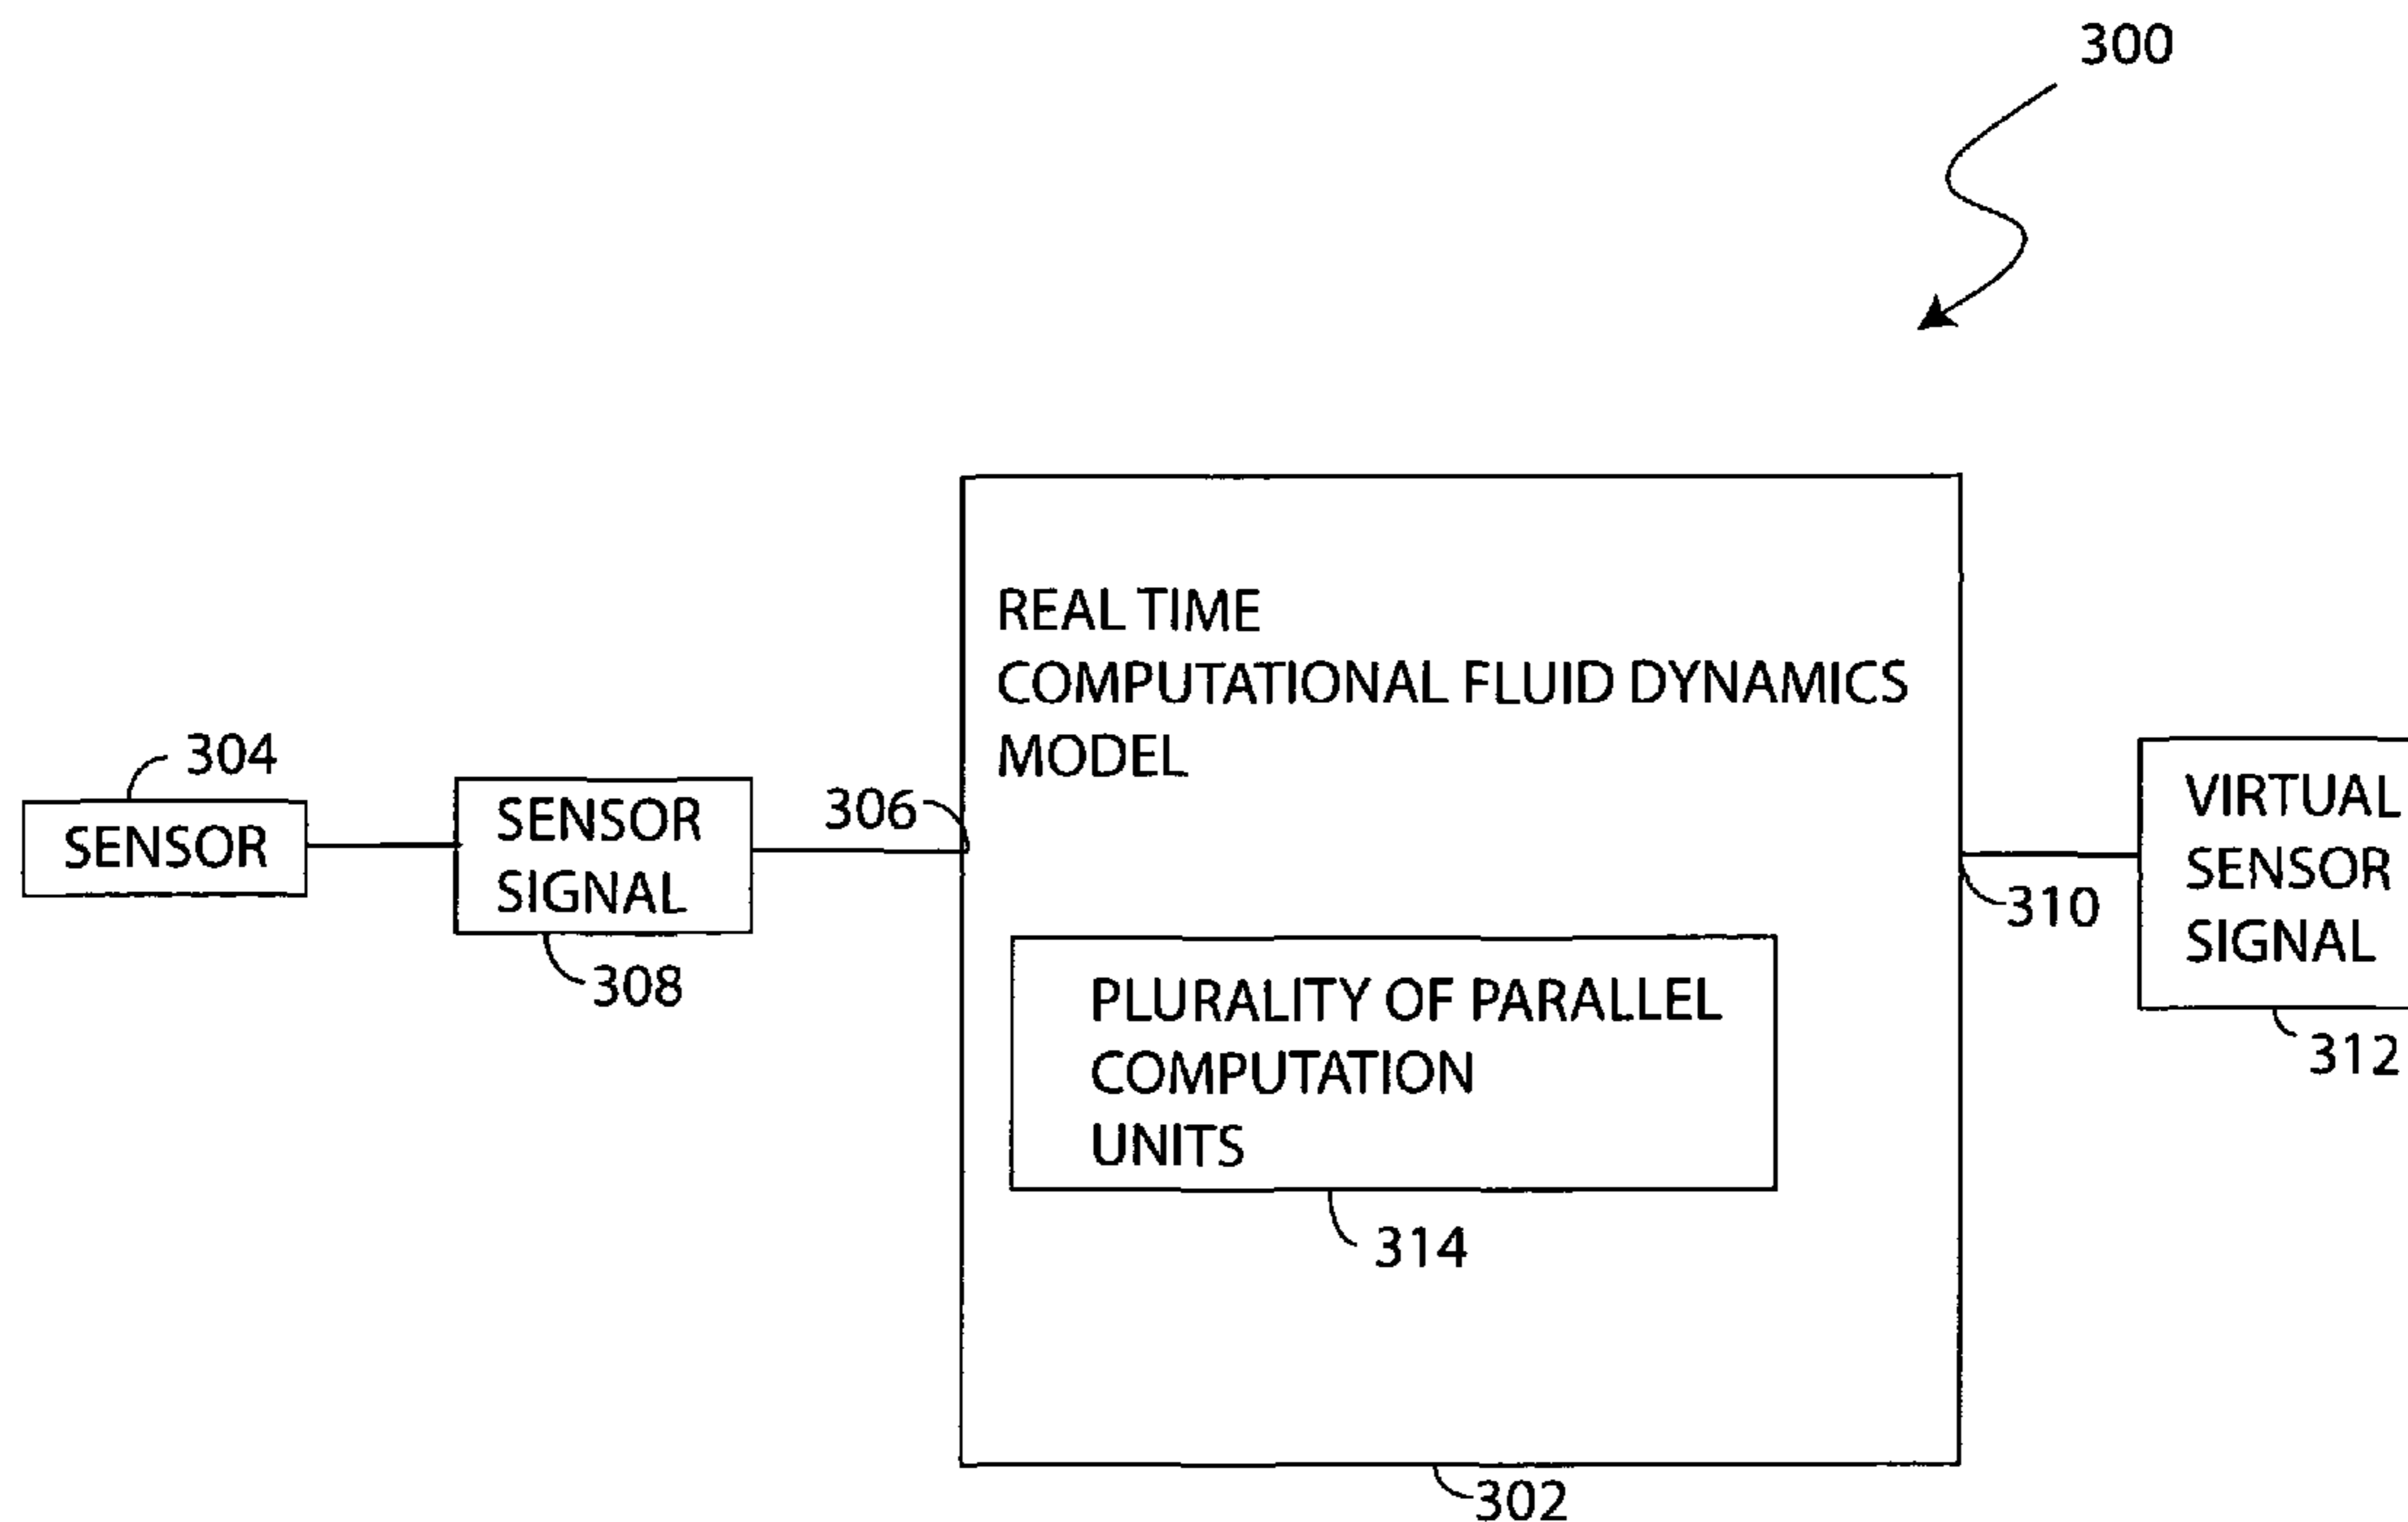 300
REAL TIME
COMPUTATIONAL FLUID DYNAMICS
MODEL
304
SENSOR
SENSOR
SIGNAL
308
306
310
VIRTUAL
SENSOR
SIGNAL
312
PLURALITY OF PARALLEL
COMPUTATION
UNITS
314
302